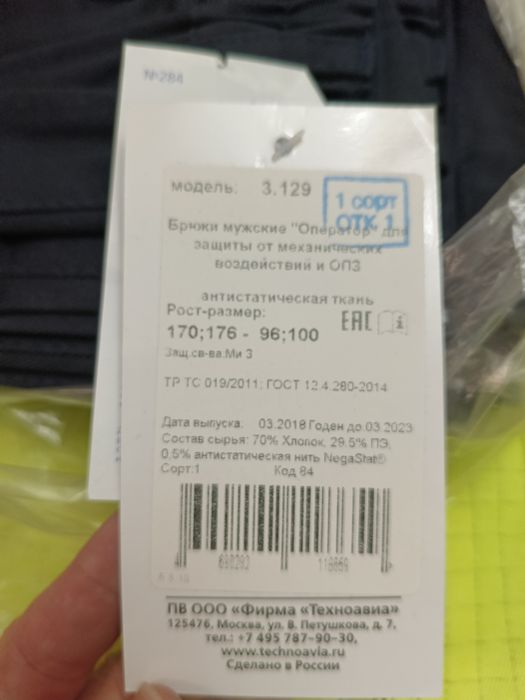 №284
модель: 3.129
1 сорт
ОТК 1
Брюки мужские "Оператор" для
защиты от механических
воздействий и ОПЗ
антистатическая ткань
Рост-размер:
170;176 - 96;100
EAC
Защ.св-ва:Ми З
ТР ТС 019/2011; ГОСТ 12.4.280-2014
Дата выпуска: 03.2018 Годен до 03.2023
Состав сырья: 70% Хлопок, 29.5% ПЭ,
0,5% антистатическая нить NegaStat®
Сорт:1 Код 84
ПВ ООО «Фирма «Техноавиа»
125476, Москва, ул. В. Петушкова, д. 7,
тел.: +7 495 787-90-30,
www.technoavia.ru
Сделано в России